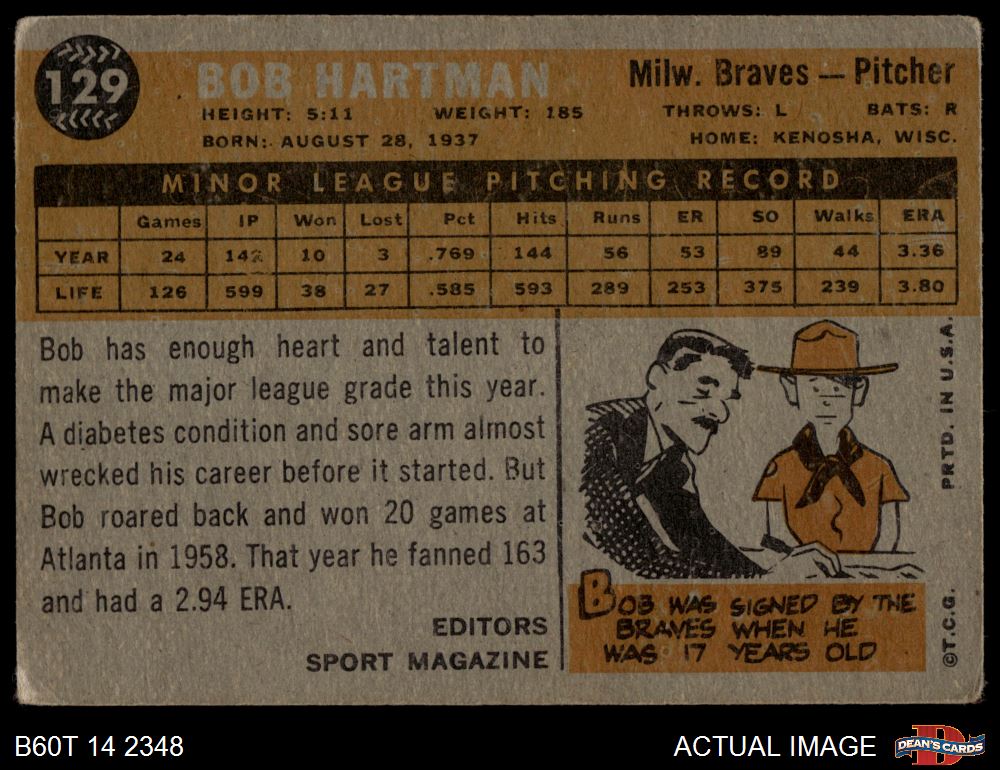 129
BOB HARTMAN
Milw. Braves — Pitcher
HEIGHT: 5:11 WEIGHT: 185 THROWS: L BATS: R
BORN: AUGUST 28, 1937 HOME: KENOSHA, WISC.
MINOR LEAGUE PITCHING RECORD
Games IP Won Lost Pct Hits Runs ER SO Walks ERA
YEAR 24 142 10 3 .769 144 56 53 89 44 3.36
LIFE 126 599 38 27 .585 593 289 253 375 239 3.80
Bob has enough heart and talent to
make the major league grade this year.
A diabetes condition and sore arm almost
wrecked his career before it started. But
Bob roared back and won 20 games at
Atlanta in 1958. That year he fanned 163
and had a 2.94 ERA.
EDITORS
SPORT MAGAZINE
BOB WAS SIGNED BY THE
BRAVES WHEN HE
WAS 17 YEARS OLD
PRTD. IN U.S.A.
©T.C.G.
B60T 14 2348
ACTUAL IMAGE
D
DEAN'S CARDS